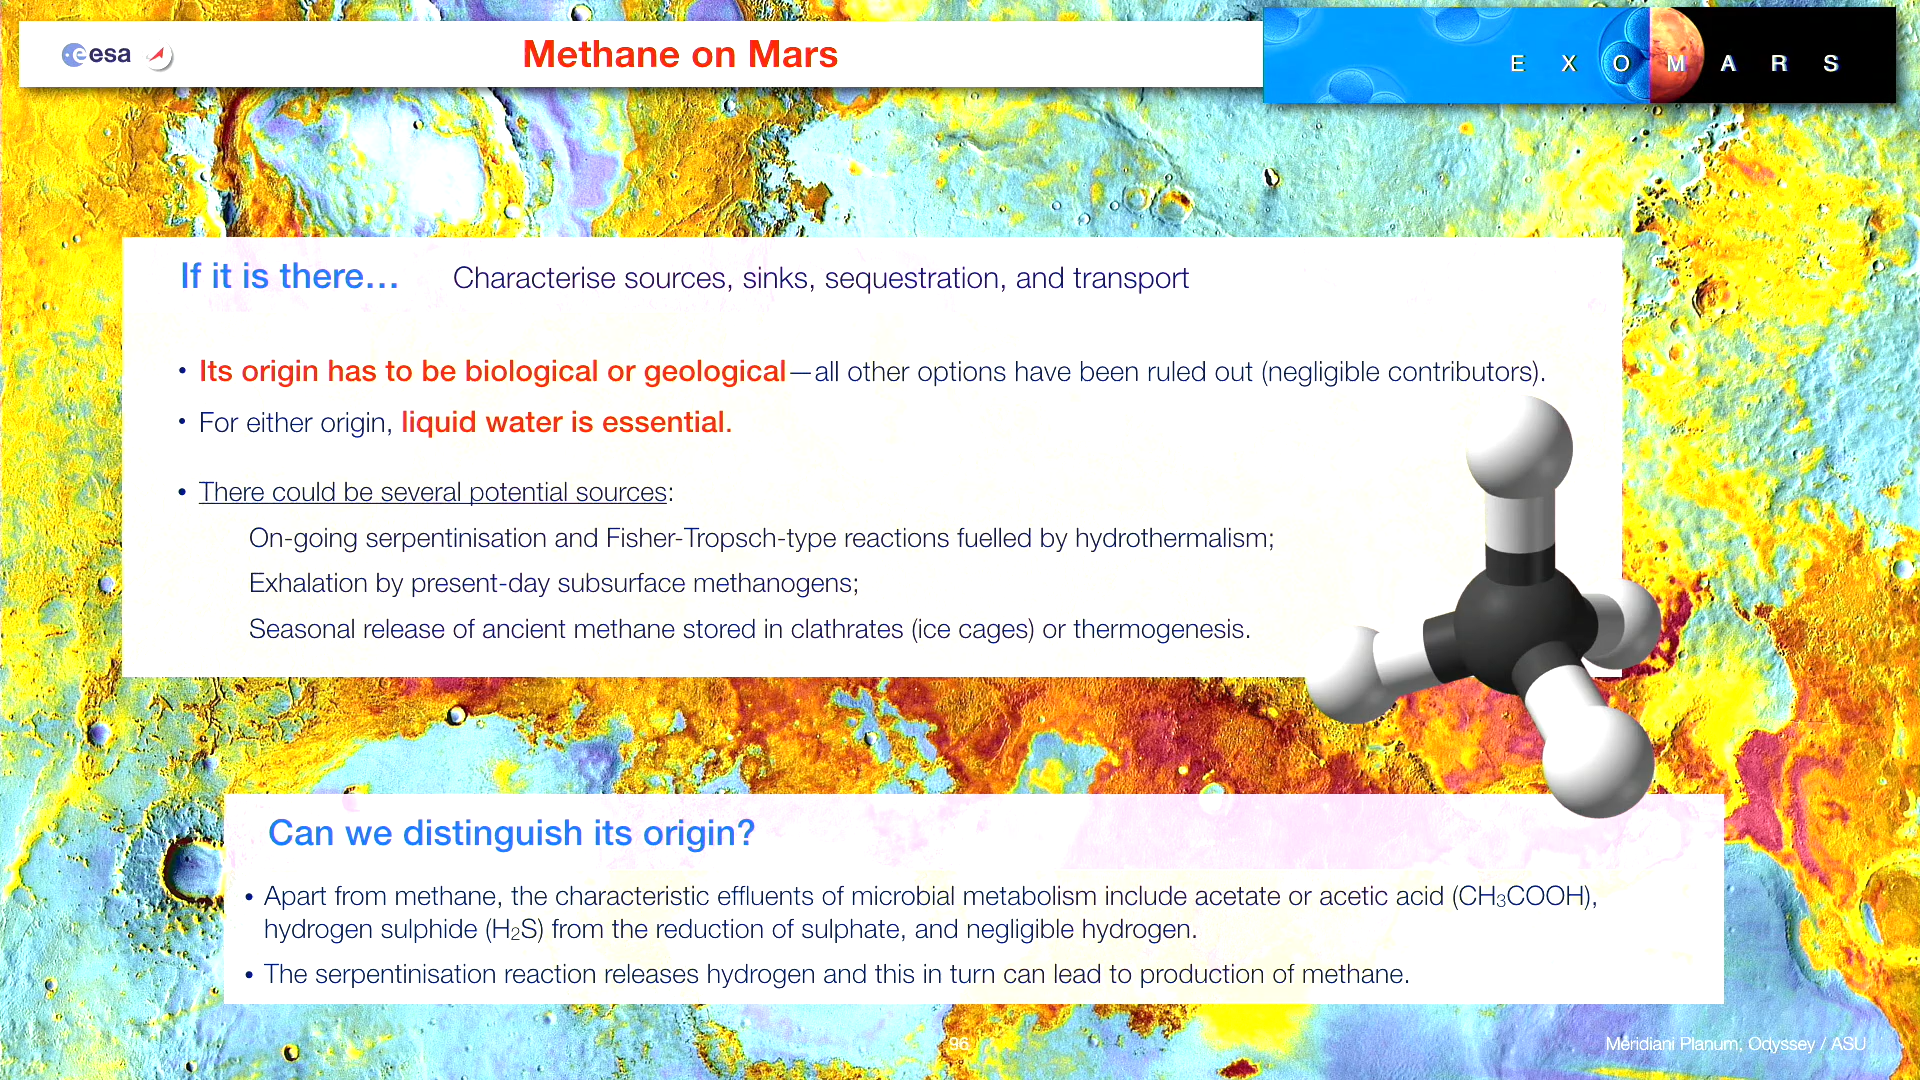 esa
Methane on Mars
E X O M A R S
If it is there...
Characterise sources, sinks, sequestration, and transport
• Its origin has to be biological or geological—all other options have been ruled out (negligible contributors).
• For either origin, liquid water is essential.
• There could be several potential sources:
On-going serpentinisation and Fisher-Tropsch-type reactions fuelled by hydrothermalism;
Exhalation by present-day subsurface methanogens;
Seasonal release of ancient methane stored in clathrates (ice cages) or thermogenesis.
Can we distinguish its origin?
• Apart from methane, the characteristic effluents of microbial metabolism include acetate or acetic acid (CH₃COOH),
hydrogen sulphide (H₂S) from the reduction of sulphate, and negligible hydrogen.
• The serpentinisation reaction releases hydrogen and this in turn can lead to production of methane.
96
Meridiani Planum; Odyssey / ASU